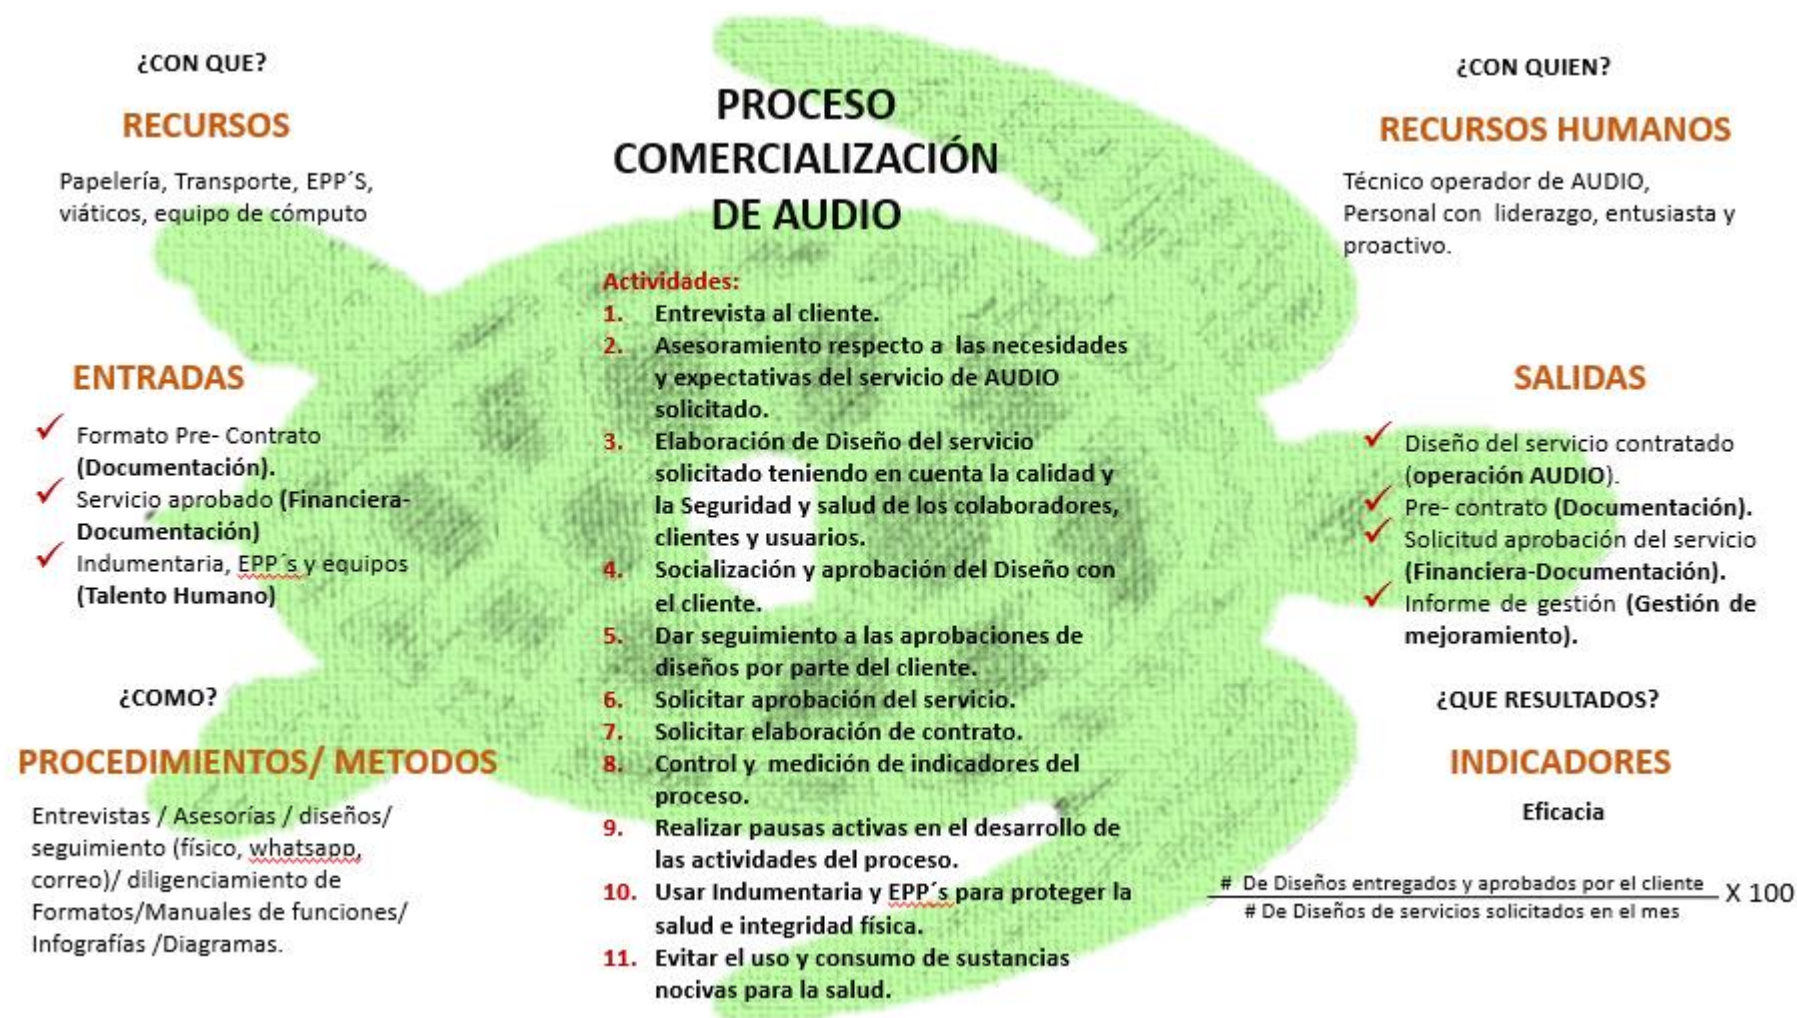 ¿CON QUE?
RECURSOS
Papelería, Transporte, EPP´S,
viáticos, equipo de cómputo
ENTRADAS
Formato Pre- Contrato
(Documentación).
Servicio aprobado (Financiera-
Documentación)
Indumentaria, EPP´s y equipos
(Talento Humano)
¿COMO?
PROCEDIMIENTOS/ METODOS
Entrevistas / Asesorías / diseños/
seguimiento (físico, whatsapp,
correo)/ diligenciamiento de
Formatos/Manuales de funciones/
Infografías /Diagramas.
PROCESO
COMERCIALIZACIÓN
DE AUDIO
Actividades:
1. Entrevista al cliente.
2. Asesoramiento respecto a las necesidades
y expectativas del servicio de AUDIO
solicitado.
3. Elaboración de Diseño del servicio
solicitado teniendo en cuenta la calidad y
la Seguridad y salud de los colaboradores,
clientes y usuarios.
4. Socialización y aprobación del Diseño con
el cliente.
5. Dar seguimiento a las aprobaciones de
diseños por parte del cliente.
6. Solicitar aprobación del servicio.
7. Solicitar elaboración de contrato.
8. Control y medición de indicadores del
proceso.
9. Realizar pausas activas en el desarrollo de
las actividades del proceso.
10. Usar Indumentaria y EPP´s para proteger la
salud e integridad física.
11. Evitar el uso y consumo de sustancias
nocivas para la salud.
¿CON QUIEN?
RECURSOS HUMANOS
Técnico operador de AUDIO,
Personal con liderazgo, entusiasta y
proactivo.
SALIDAS
Diseño del servicio contratado
(operación AUDIO).
Pre- contrato (Documentación).
Solicitud aprobación del servicio
(Financiera-Documentación).
Informe de gestión (Gestión de
mejoramiento).
¿QUE RESULTADOS?
INDICADORES
Eficacia
# De Diseños entregados y aprobados por el cliente X 100
# De Diseños de servicios solicitados en el mes